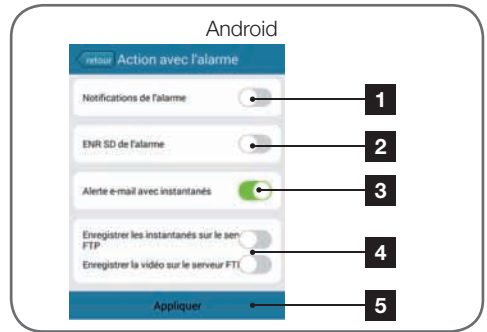 Android
retour Action avec l'alarme
Notifications de l'alarme
1
ENR SD de l'alarme
2
Alerte e-mail avec instantanés
3
Enregistrer les instantanés sur le ser
FTP
4
Enregistrer la vidéo sur le serveur FT
Appliquer
5